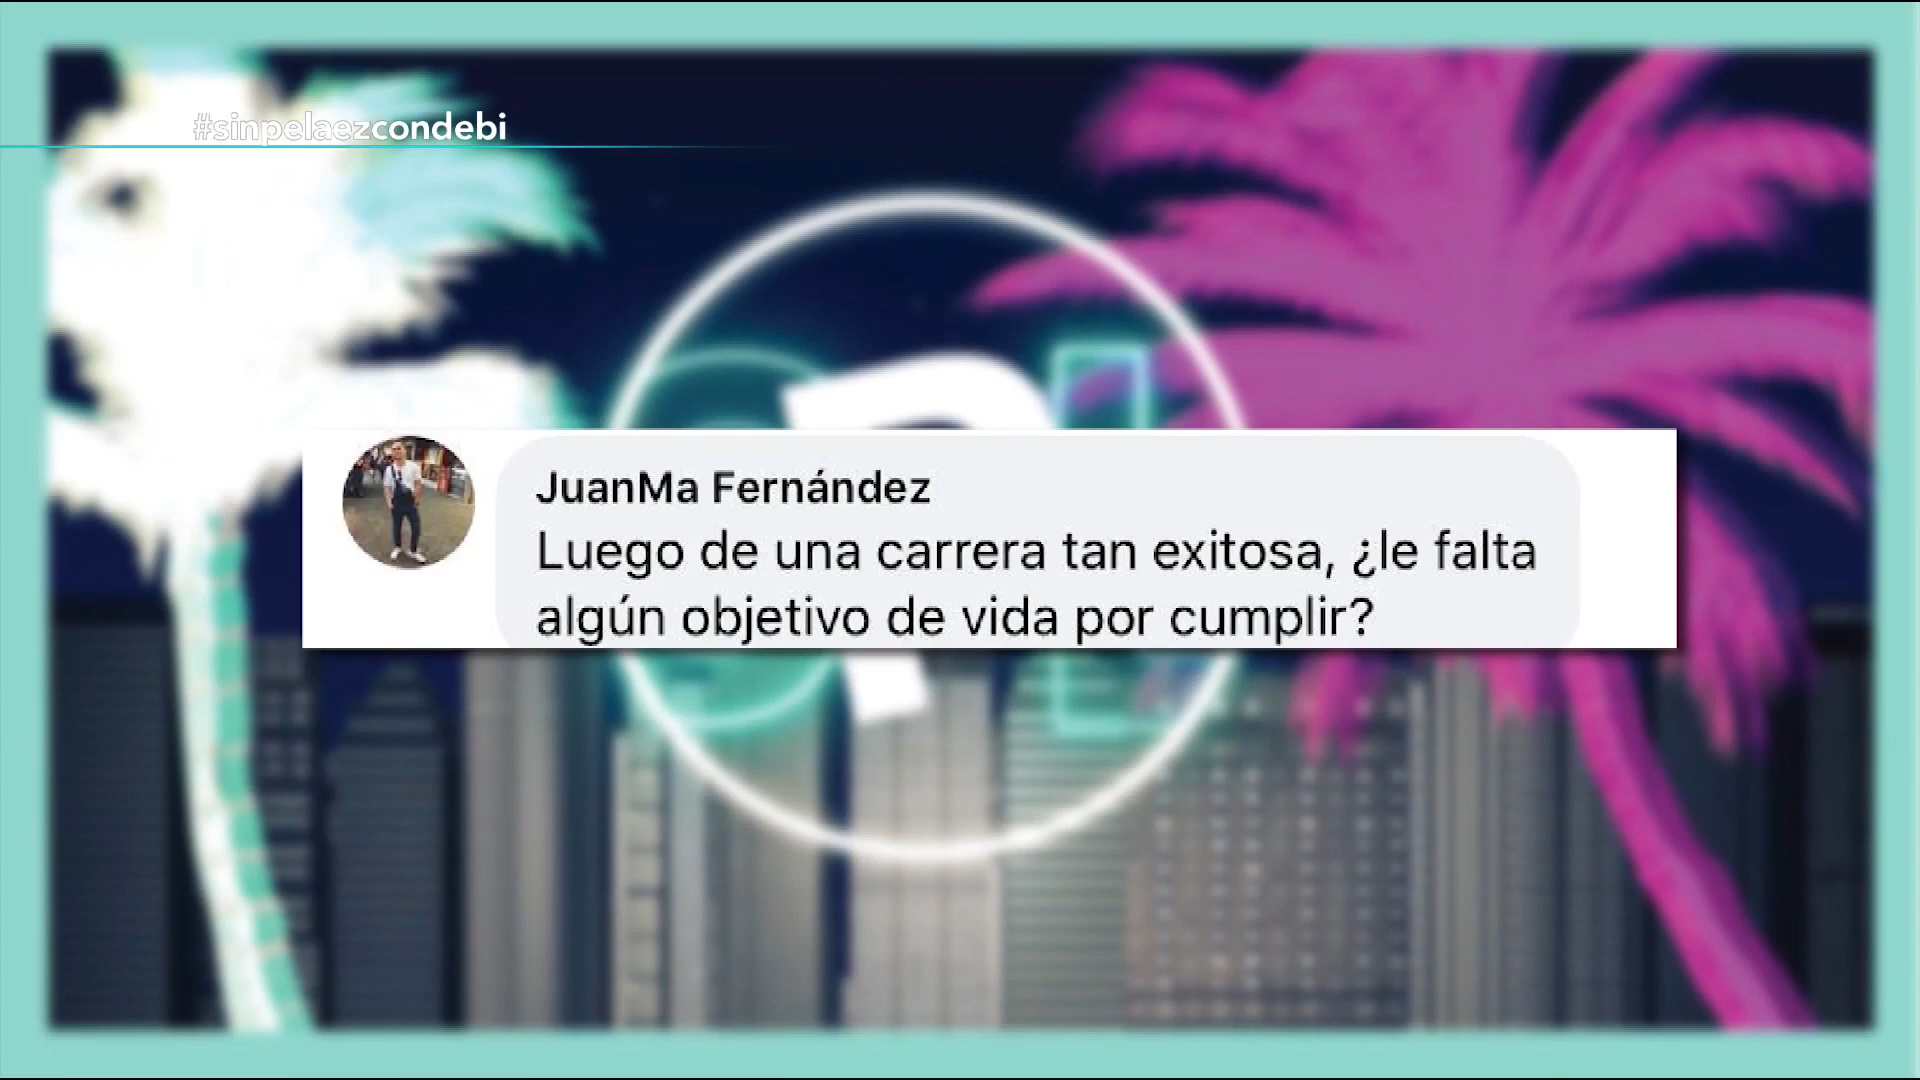 #sinpelaezcondebi
JuanMa Fernández
Luego de una carrera tan exitosa, ¿le falta
algún objetivo de vida por cumplir?